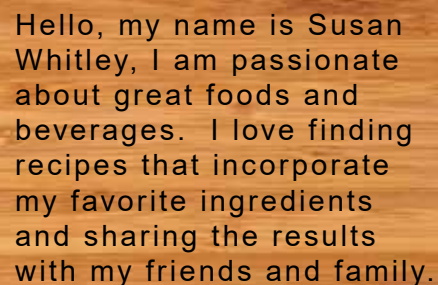 Hello, my name is Susan
Whitley, I am passionate
about great foods and
beverages.  I love finding
recipes that incorporate
my favorite ingredients
and sharing the results
with my friends and family.